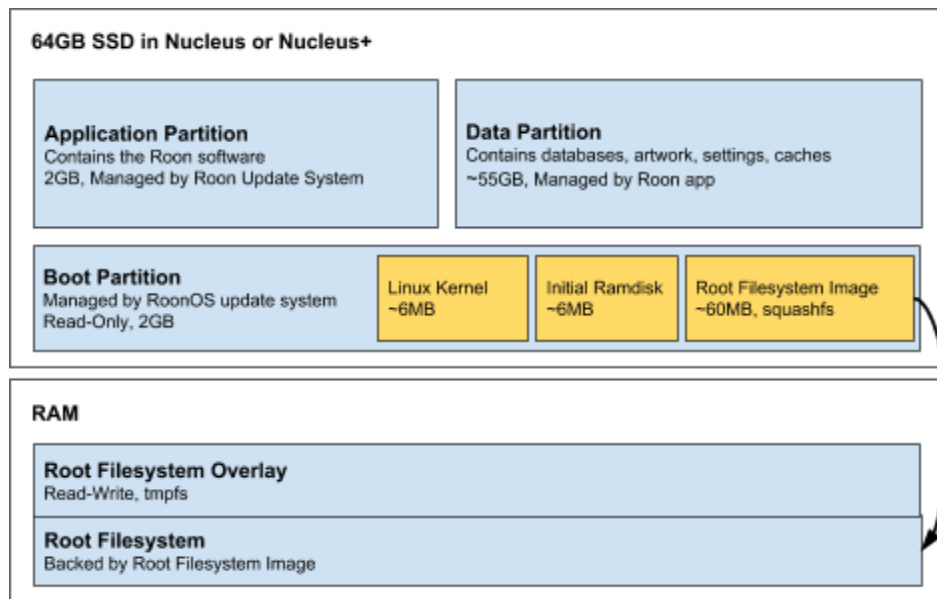 64GB SSD in Nucleus or Nucleus+
Application Partition
Contains the Roon software
2GB, Managed by Roon Update System
Data Partition
Contains databases, artwork, settings, caches
~55GB, Managed by Roon app
Boot Partition
Managed by RoonOS update system
Read-Only, 2GB
Linux Kernel
~6MB
Initial Ramdisk
~6MB
Root Filesystem Image
~60MB, squashfs
RAM
Root Filesystem Overlay
Read-Write, tmpfs
Root Filesystem
Backed by Root Filesystem Image